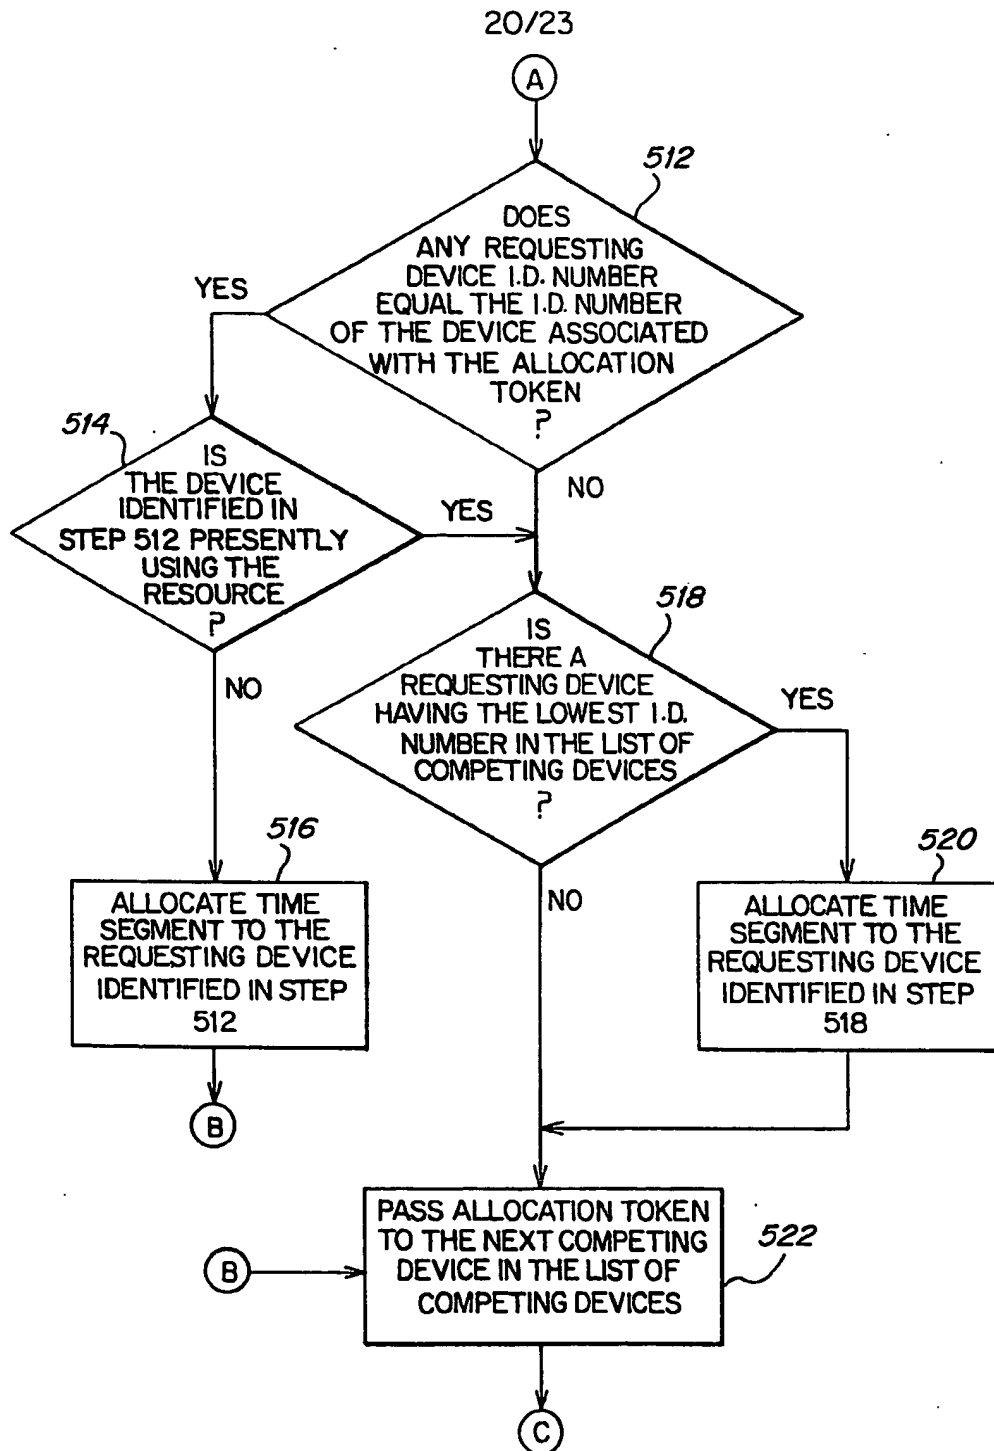 20/23
A
512
DOES
ANY REQUESTING
DEVICE I.D. NUMBER
EQUAL THE I.D. NUMBER
OF THE DEVICE ASSOCIATED
WITH THE ALLOCATION
TOKEN
?
YES
NO
514
IS
THE DEVICE
IDENTIFIED IN
STEP 512 PRESENTLY
USING THE
RESOURCE
?
YES
NO
518
IS
THERE A
REQUESTING DEVICE
HAVING THE LOWEST I.D.
NUMBER IN THE LIST OF
COMPETING DEVICES
?
YES
NO
516
ALLOCATE TIME
SEGMENT TO THE
REQUESTING DEVICE
IDENTIFIED IN STEP
512
B
520
ALLOCATE TIME
SEGMENT TO THE
REQUESTING DEVICE
IDENTIFIED IN STEP
518
B
PASS ALLOCATION TOKEN
TO THE NEXT COMPETING
DEVICE IN THE LIST OF
COMPETING DEVICES
522
C